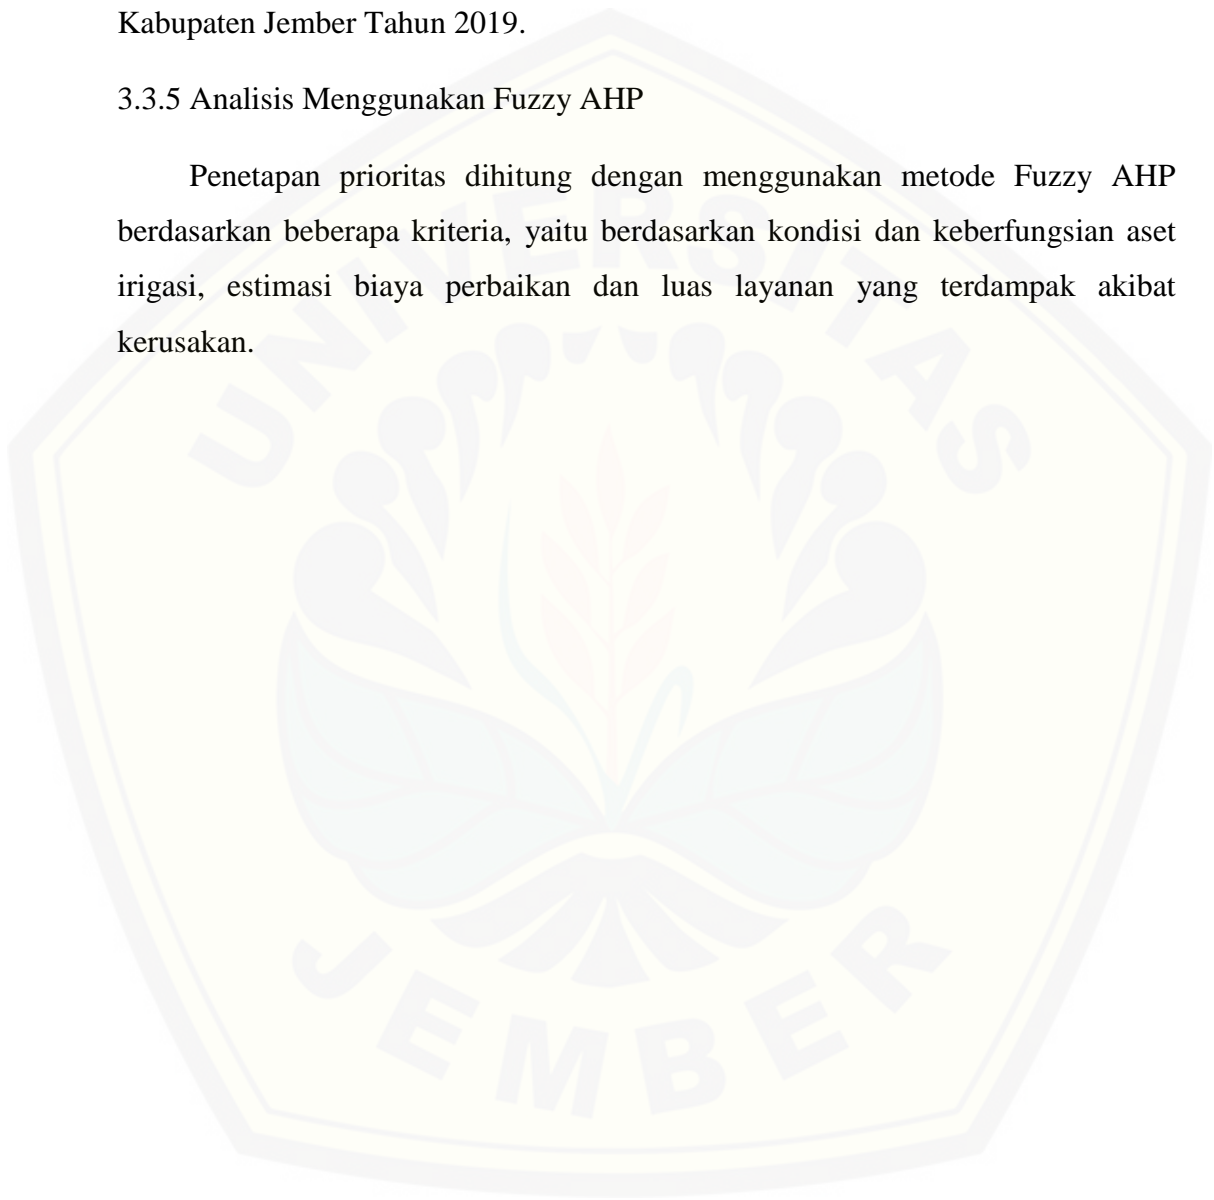 Kabupaten Jember Tahun 2019.
3.3.5 Analisis Menggunakan Fuzzy AHP
Penetapan prioritas dihitung dengan menggunakan metode Fuzzy AHP
berdasarkan beberapa kriteria, yaitu berdasarkan kondisi dan keberfungsian aset
irigasi, estimasi biaya perbaikan dan luas layanan yang terdampak akibat
kerusakan.
UNIVERSITAS
JEMBER